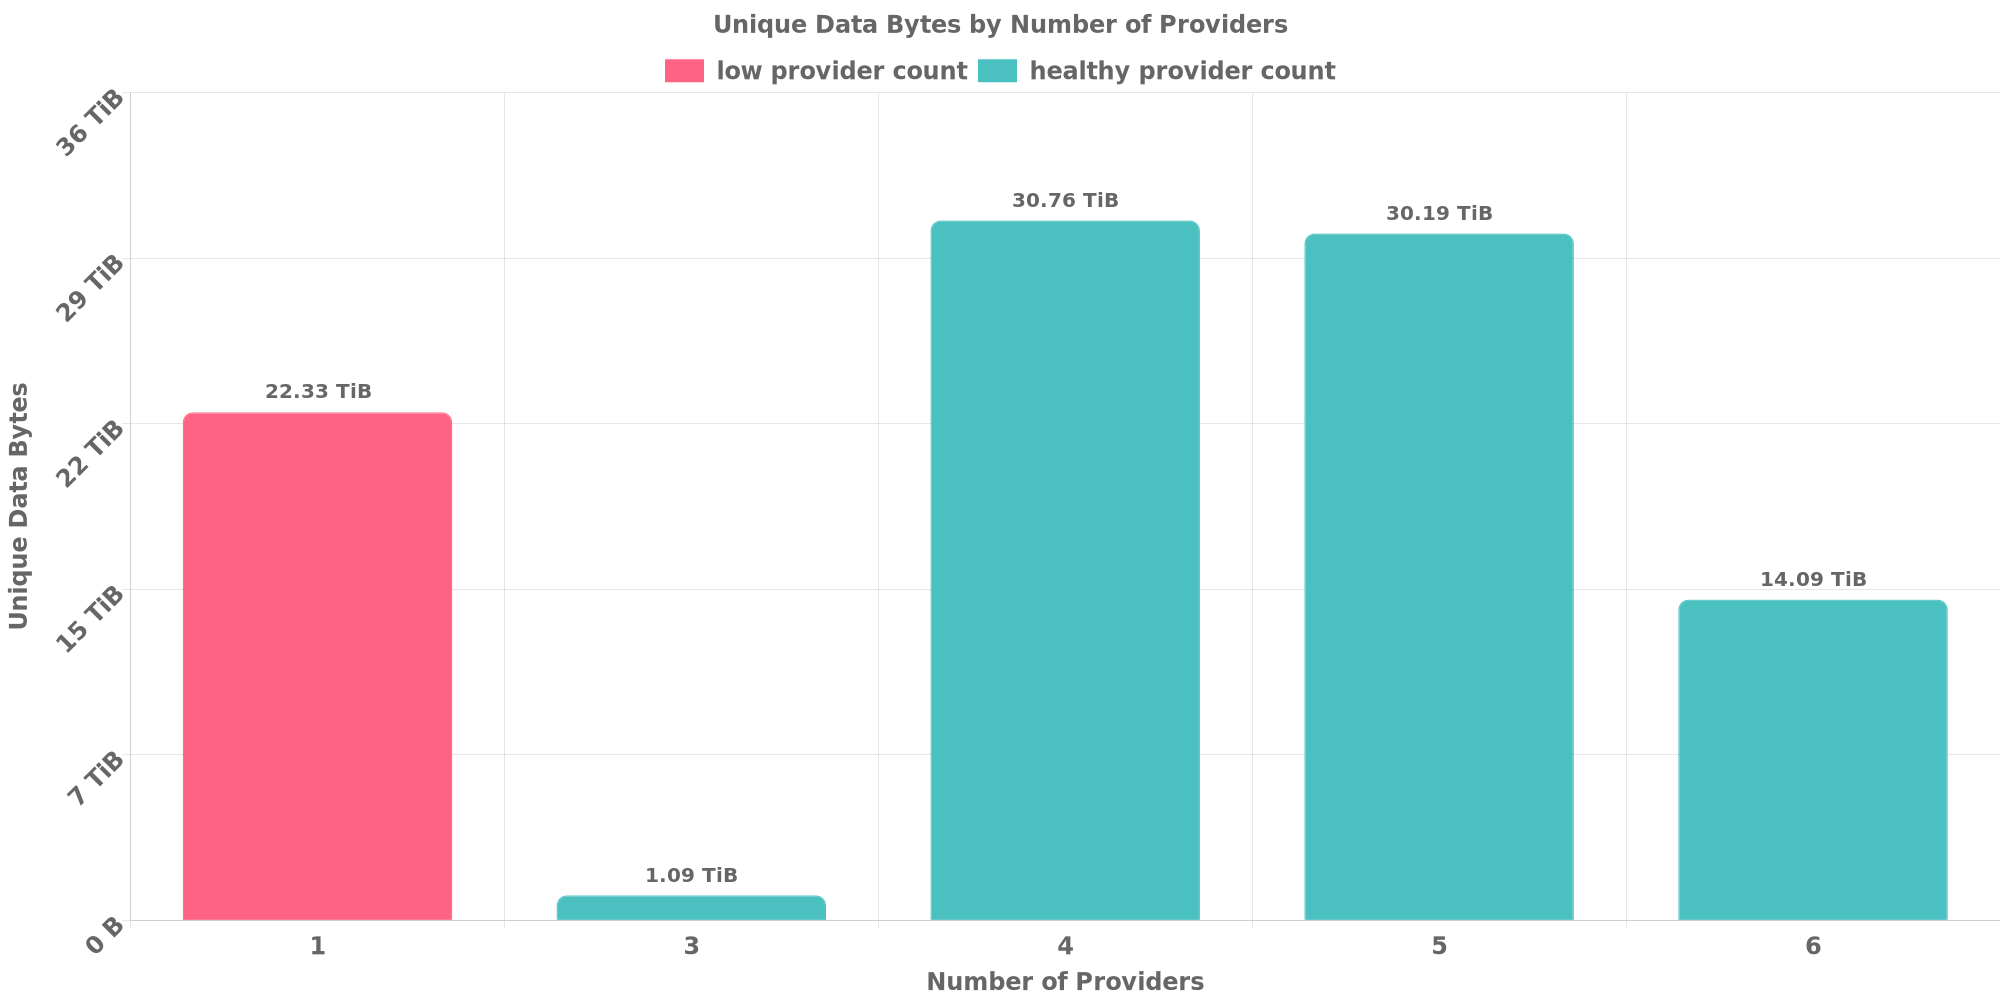 Unique Data Bytes by Number of Providers
low provider count healthy provider count
36 TiB
29 TiB
22 TiB
15 TiB
7 TiB
0 B
Unique Data Bytes
22.33 TiB
1.09 TiB
30.76 TiB
30.19 TiB
14.09 TiB
1 3 4 5 6
Number of Providers